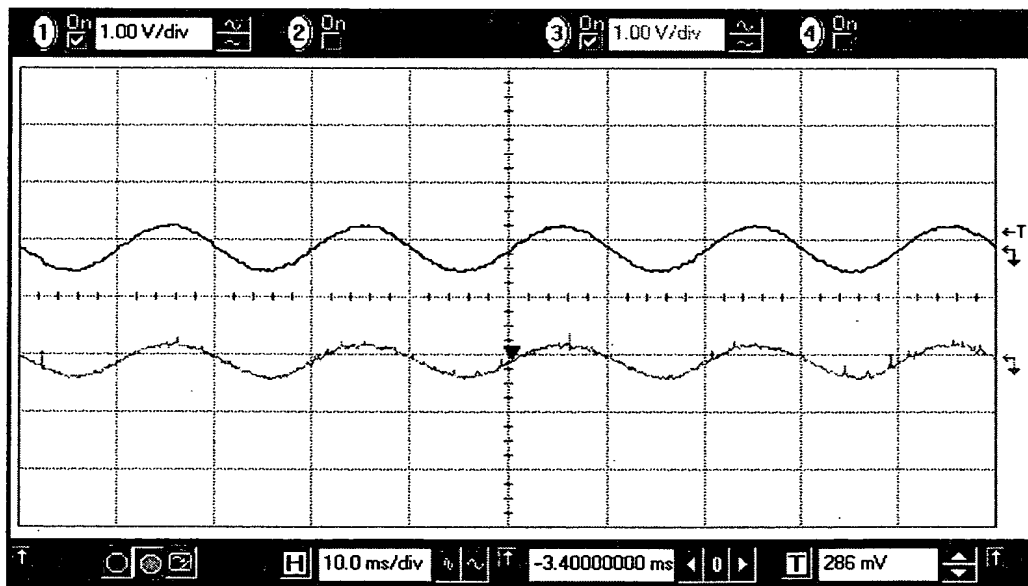 1 On 1.00 V/div 2 On 3 On 1.00 V/div 4 On
T
H 10.0 ms/div -3.40000000 ms 0 T 286 mV